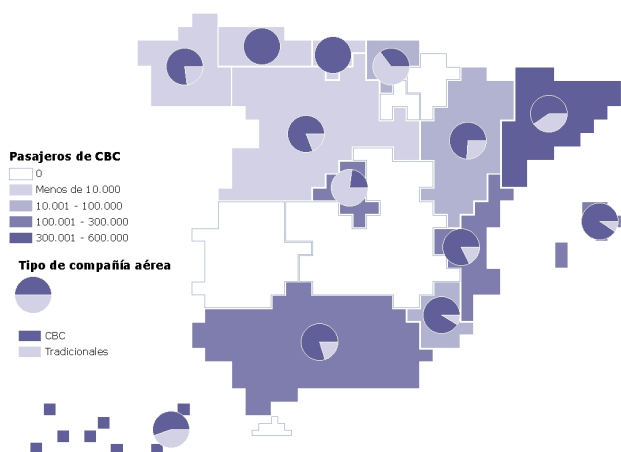 Pasajeros de CBC
0
Menos de 10.000
10.001 - 100.000
100.001 - 300.000
300.001 - 600.000
Tipo de compañía aérea
CBC
Tradicionales